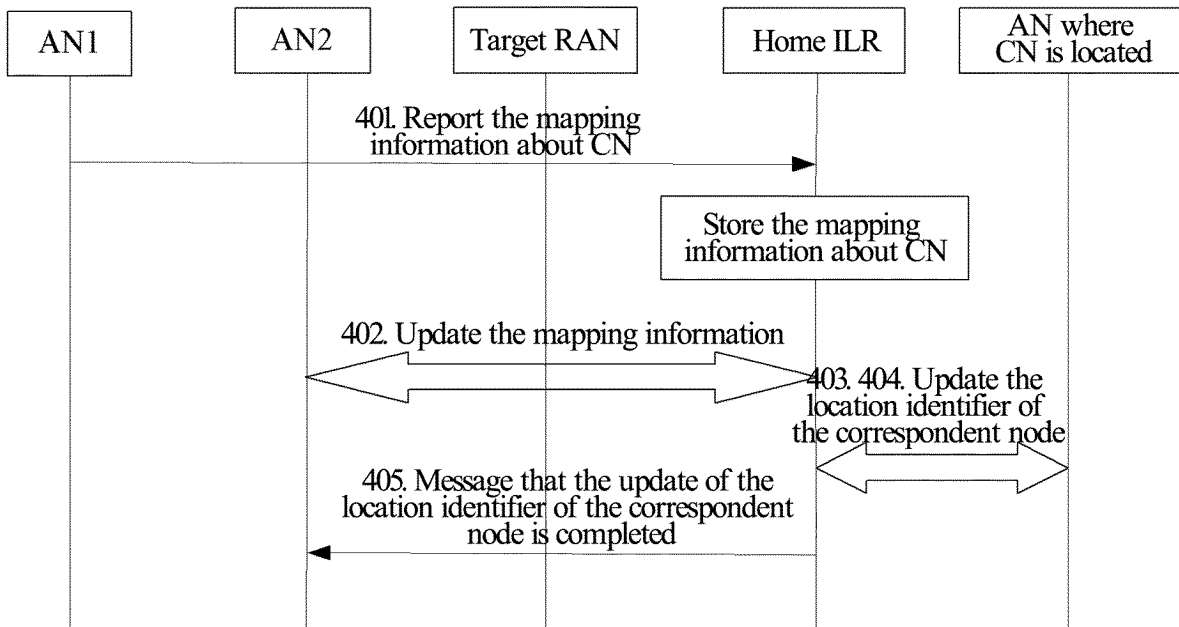 AN1
AN2
Target RAN
Home ILR
AN where
CN is located
401. Report the mapping
information about CN
Store the mapping
information about CN
402. Update the mapping information
403. 404. Update the
location identifier of
the correspondent node
405. Message that the update of the
location identifier of the correspondent
node is completed